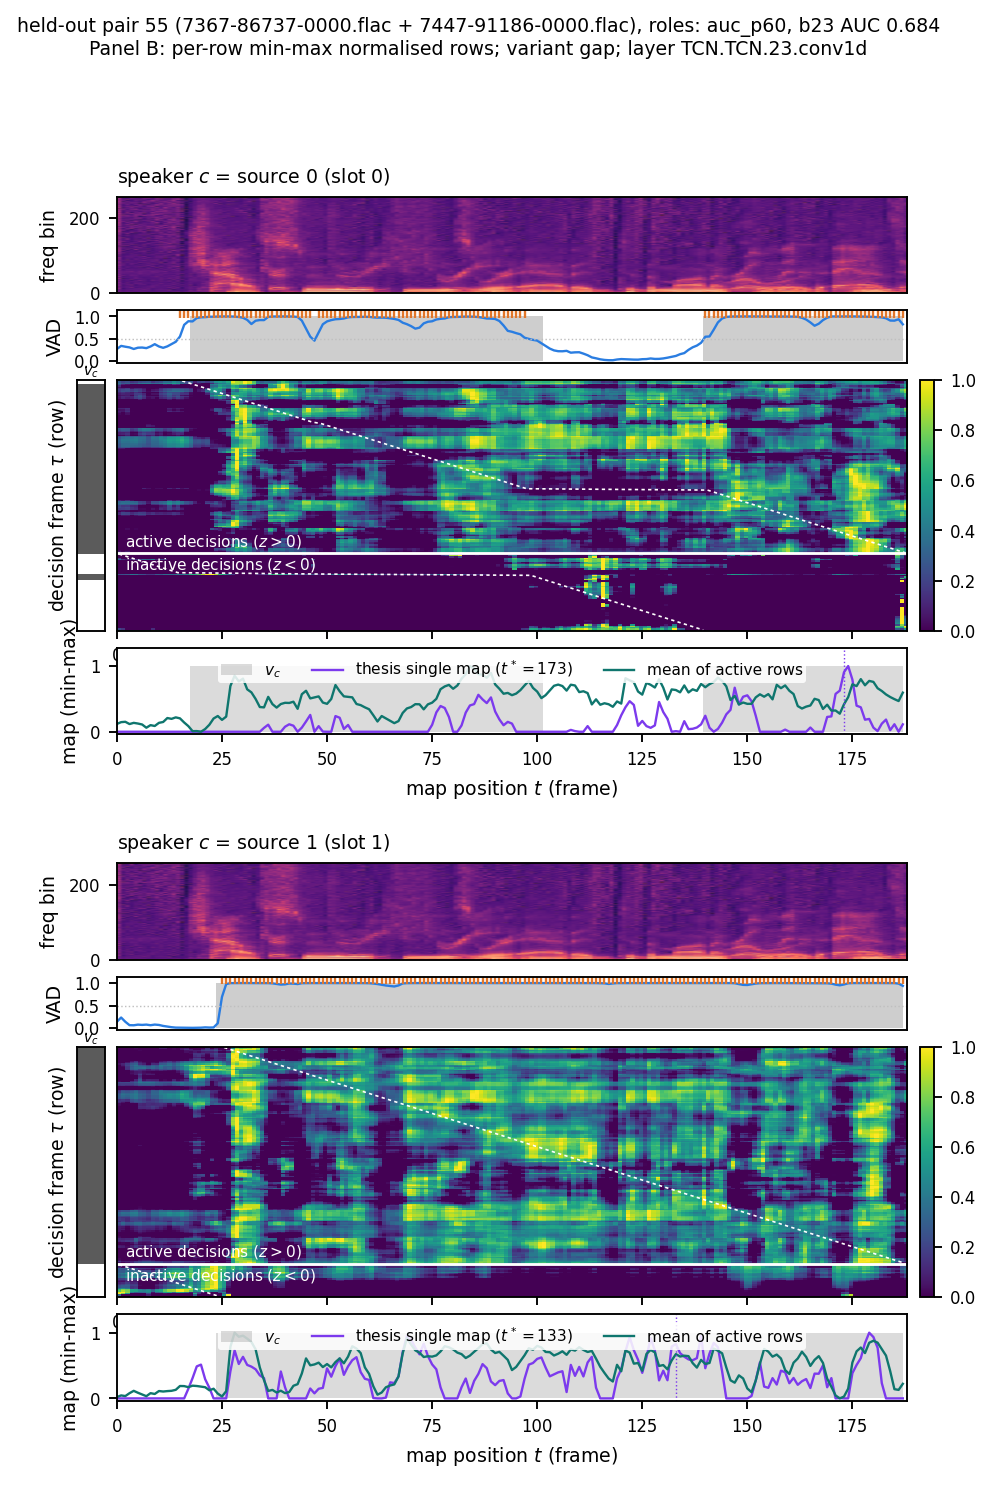 held-out pair 55 (7367-86737-0000.flac + 7447-91186-0000.flac), roles: auc_p60, b23 AUC 0.684
Panel B: per-row min-max normalised rows; variant gap; layer TCN.TCN.23.conv1d
speaker c = source 0 (slot 0)
freq bin
200
0
VAD
1.0
0.5
0.0
v_c
decision frame τ (row)
active decisions (z > 0)
inactive decisions (z < 0)
1.0
0.8
0.6
0.4
0.2
0.0
map (min-max)
1
0
v_c
thesis single map (t* = 173)
mean of active rows
0 25 50 75 100 125 150 175
map position t (frame)
speaker c = source 1 (slot 1)
freq bin
200
0
VAD
1.0
0.5
0.0
v_c
decision frame τ (row)
active decisions (z > 0)
inactive decisions (z < 0)
1.0
0.8
0.6
0.4
0.2
0.0
map (min-max)
1
0
v_c
thesis single map (t* = 133)
mean of active rows
0 25 50 75 100 125 150 175
map position t (frame)